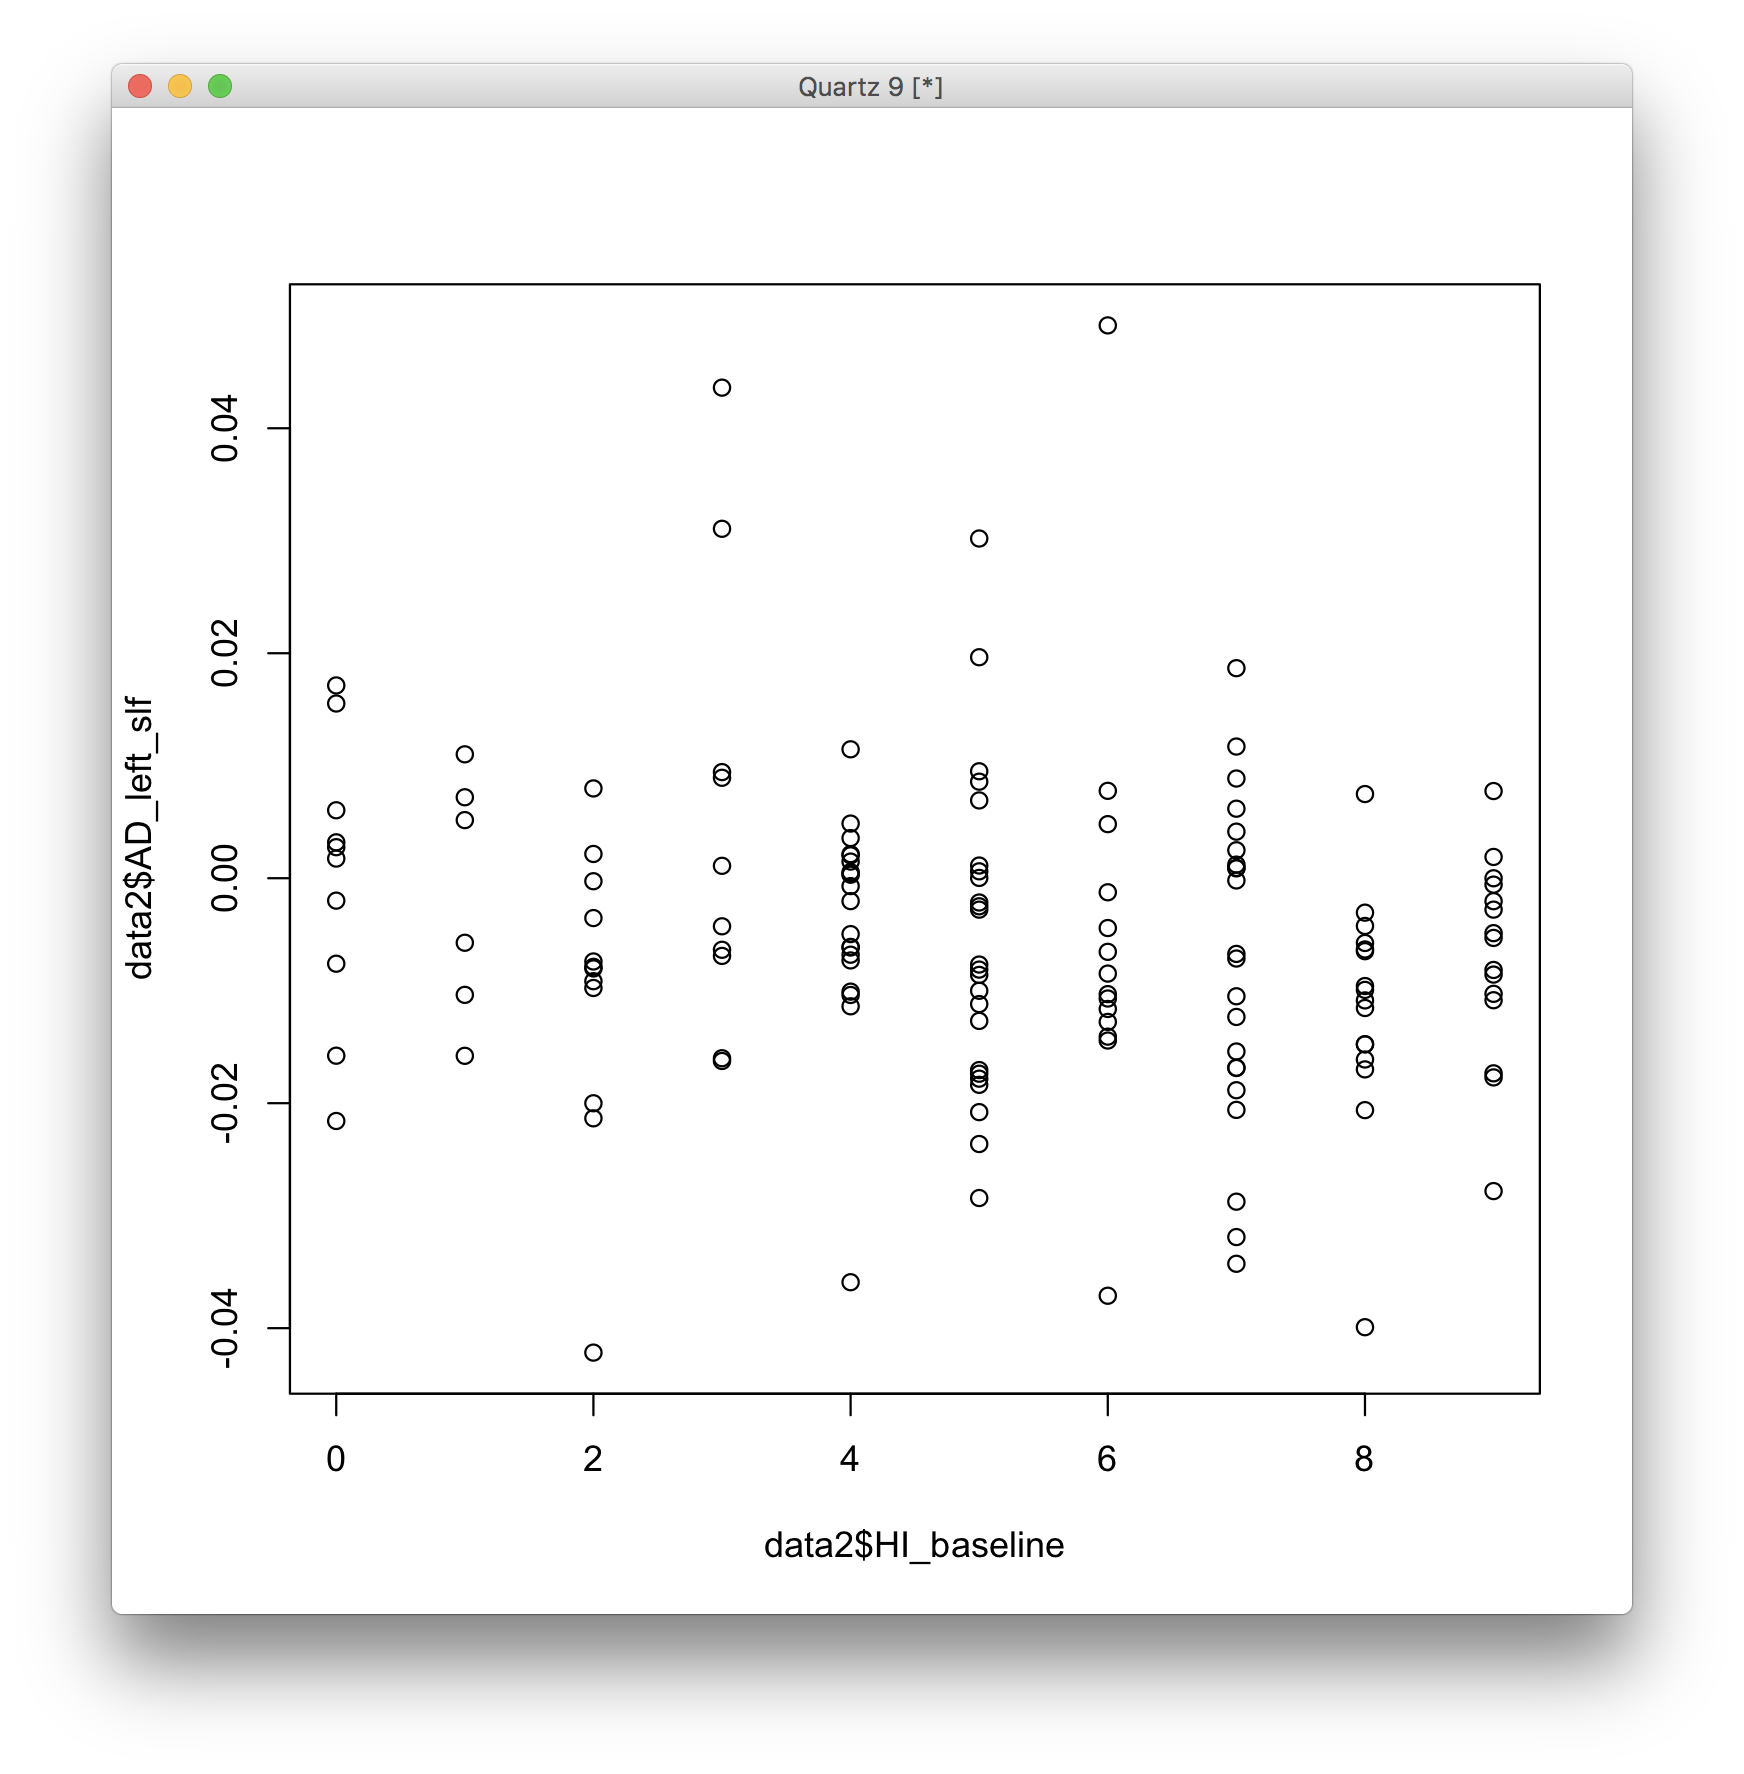 Quartz 9 [*]
data2$AD_left_slf
0.04
0.02
0.00
-0.02
-0.04
0 2 4 6 8
data2$HI_baseline